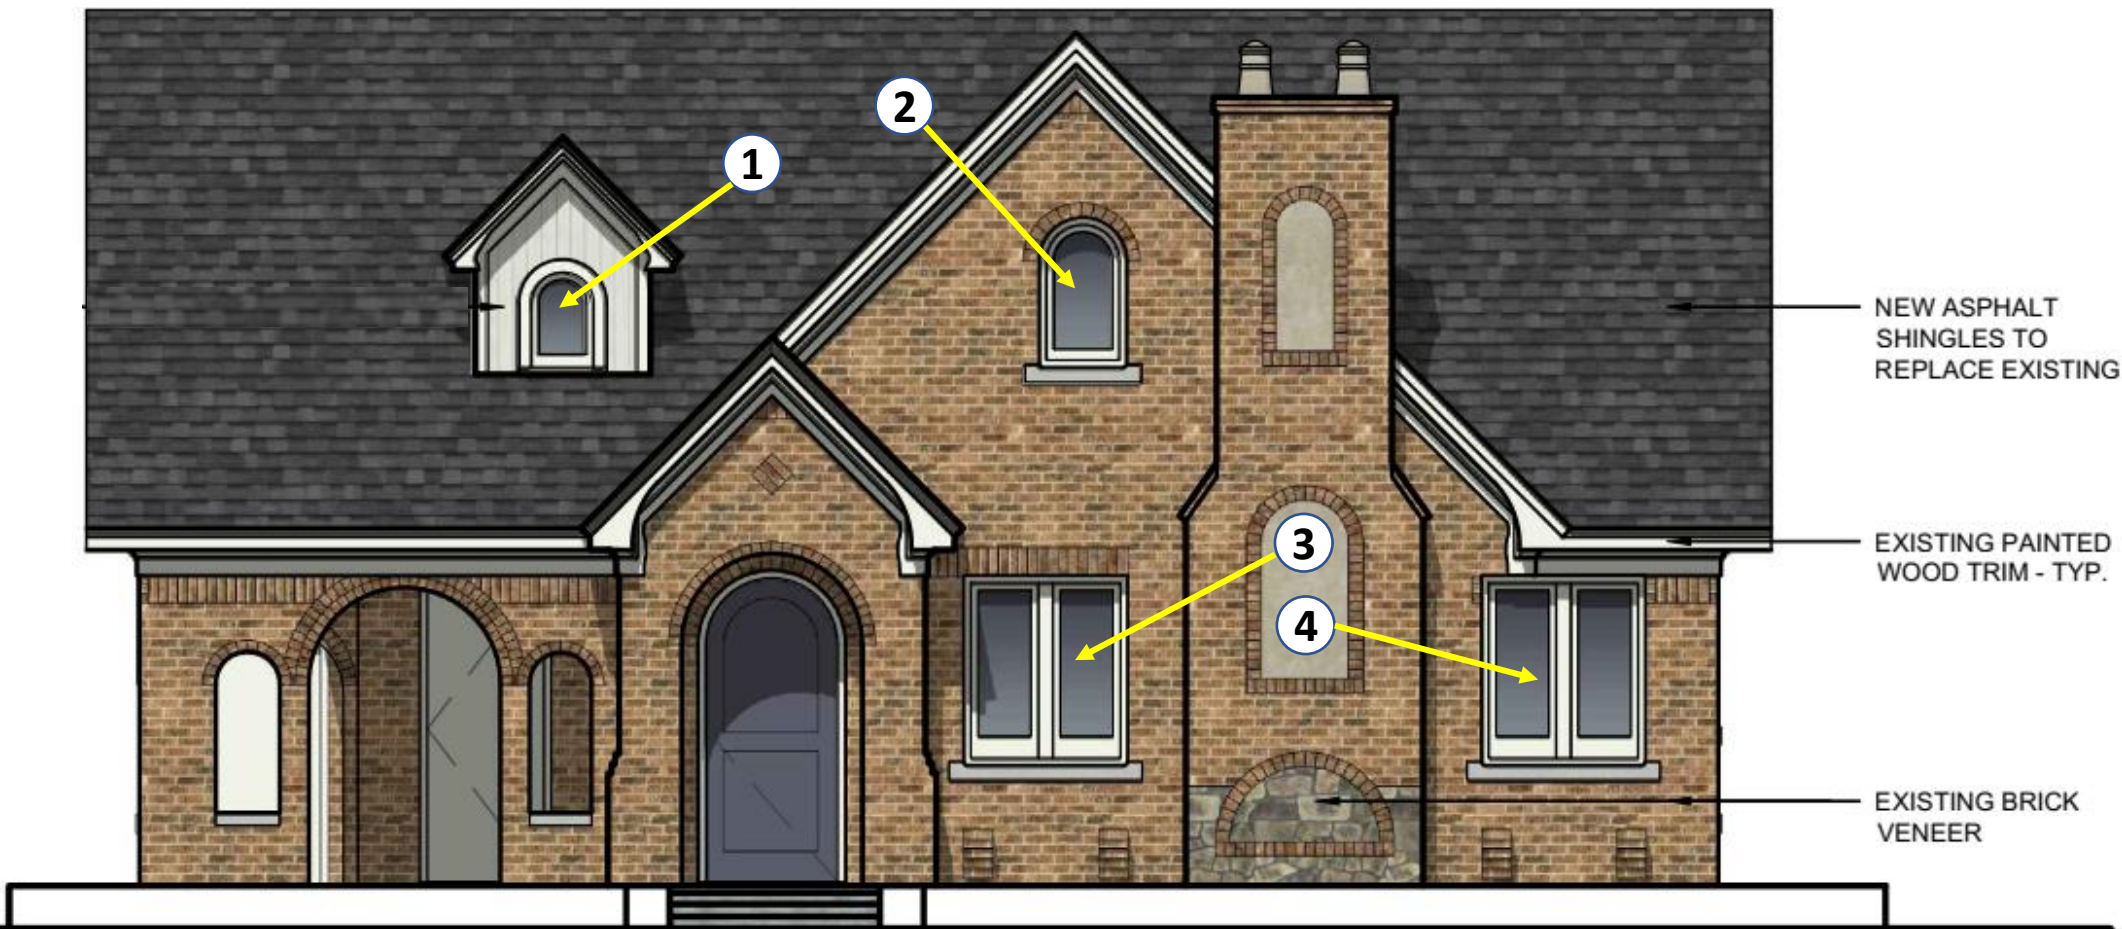 1
2
3
4
NEW ASPHALT
SHINGLES TO
REPLACE EXISTING
EXISTING PAINTED
WOOD TRIM - TYP.
EXISTING BRICK
VENEER